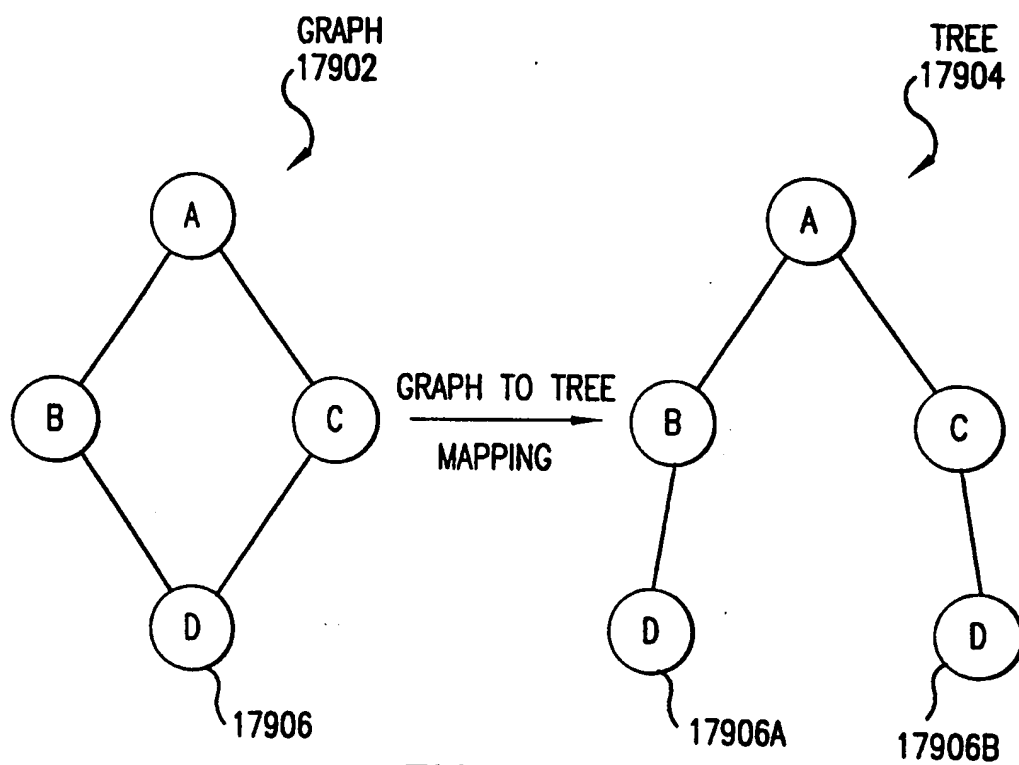 GRAPH
17902
TREE
17904
A
A
B
C
GRAPH TO TREE
MAPPING
B
C
D
D
D
17906
17906A
17906B